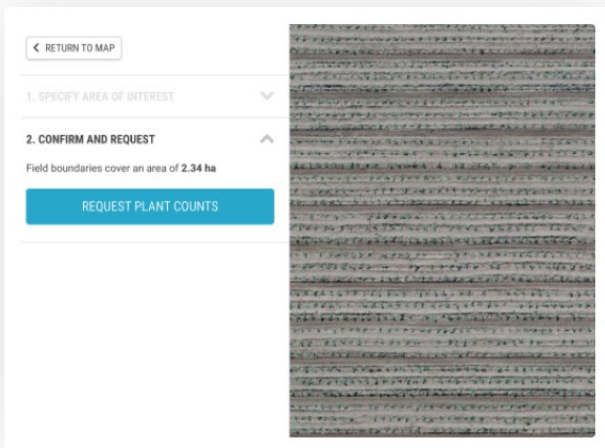 RETURN TO MAP
1. SPECIFY AREA OF INTEREST
2. CONFIRM AND REQUEST
Field boundaries cover an area of 2.34 ha
REQUEST PLANT COUNTS